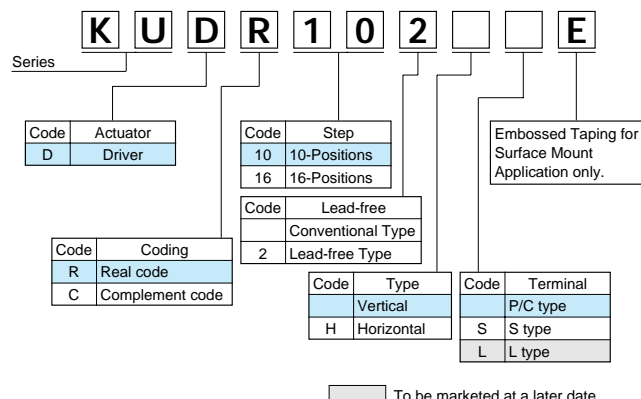 K U D R 1 0 2 E
Series
Code Actuator
D Driver
Code Step
10 10-Positions
16 16-Positions
Embossed Taping for
Surface Mount
Application only.
Code Lead-free
Conventional Type
2 Lead-free Type
Code Coding
R Real code
C Complement code
Code Type
Vertical
H Horizontal
Code Terminal
P/C type
S S type
L L type
To be marketed at a later date